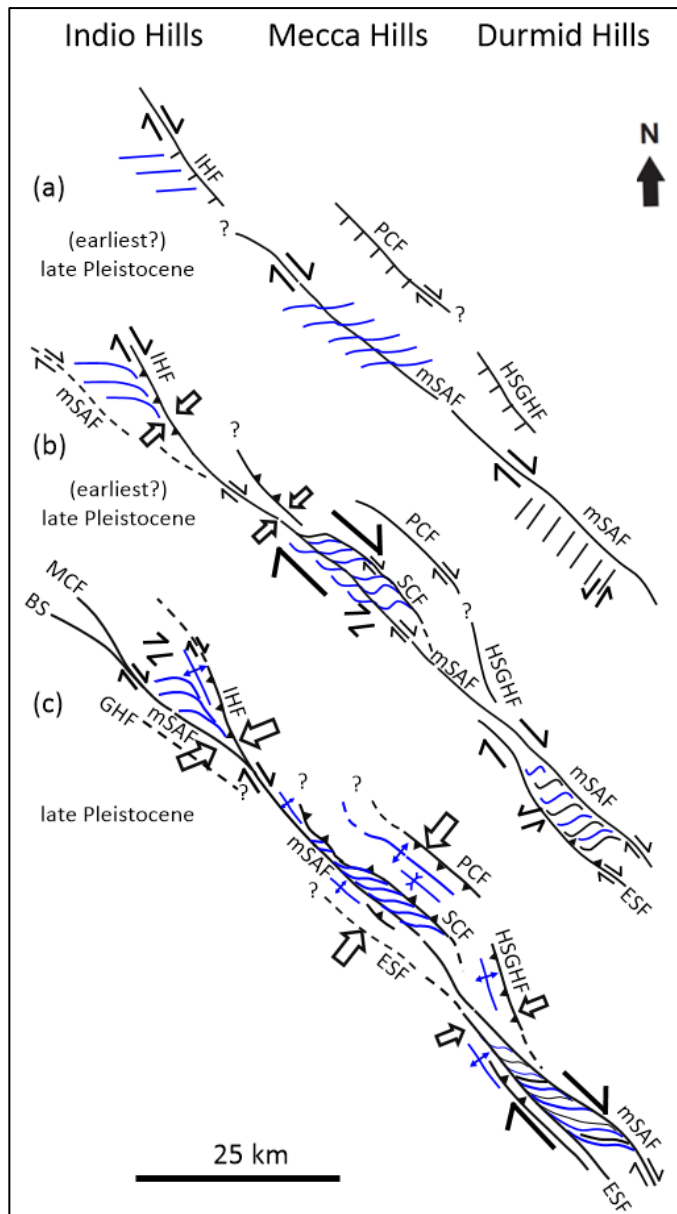 Indio Hills Mecca Hills Durmid Hills
N
(a)
IHF
(earliest?)
late Pleistocene
?
PCF
?
mSAF
HSGHF
mSAF
(b)
IHF
mSAF
(earliest?)
late Pleistocene
?
PCF
?
SCF
mSAF
HSGHF
mSAF
ESF
(c)
MCF
BS
IHF
mSAF
GHF
?
late Pleistocene
?
?
PCF
mSAF
SCF
?
ESF
HSGHF
mSAF
ESF
25 km